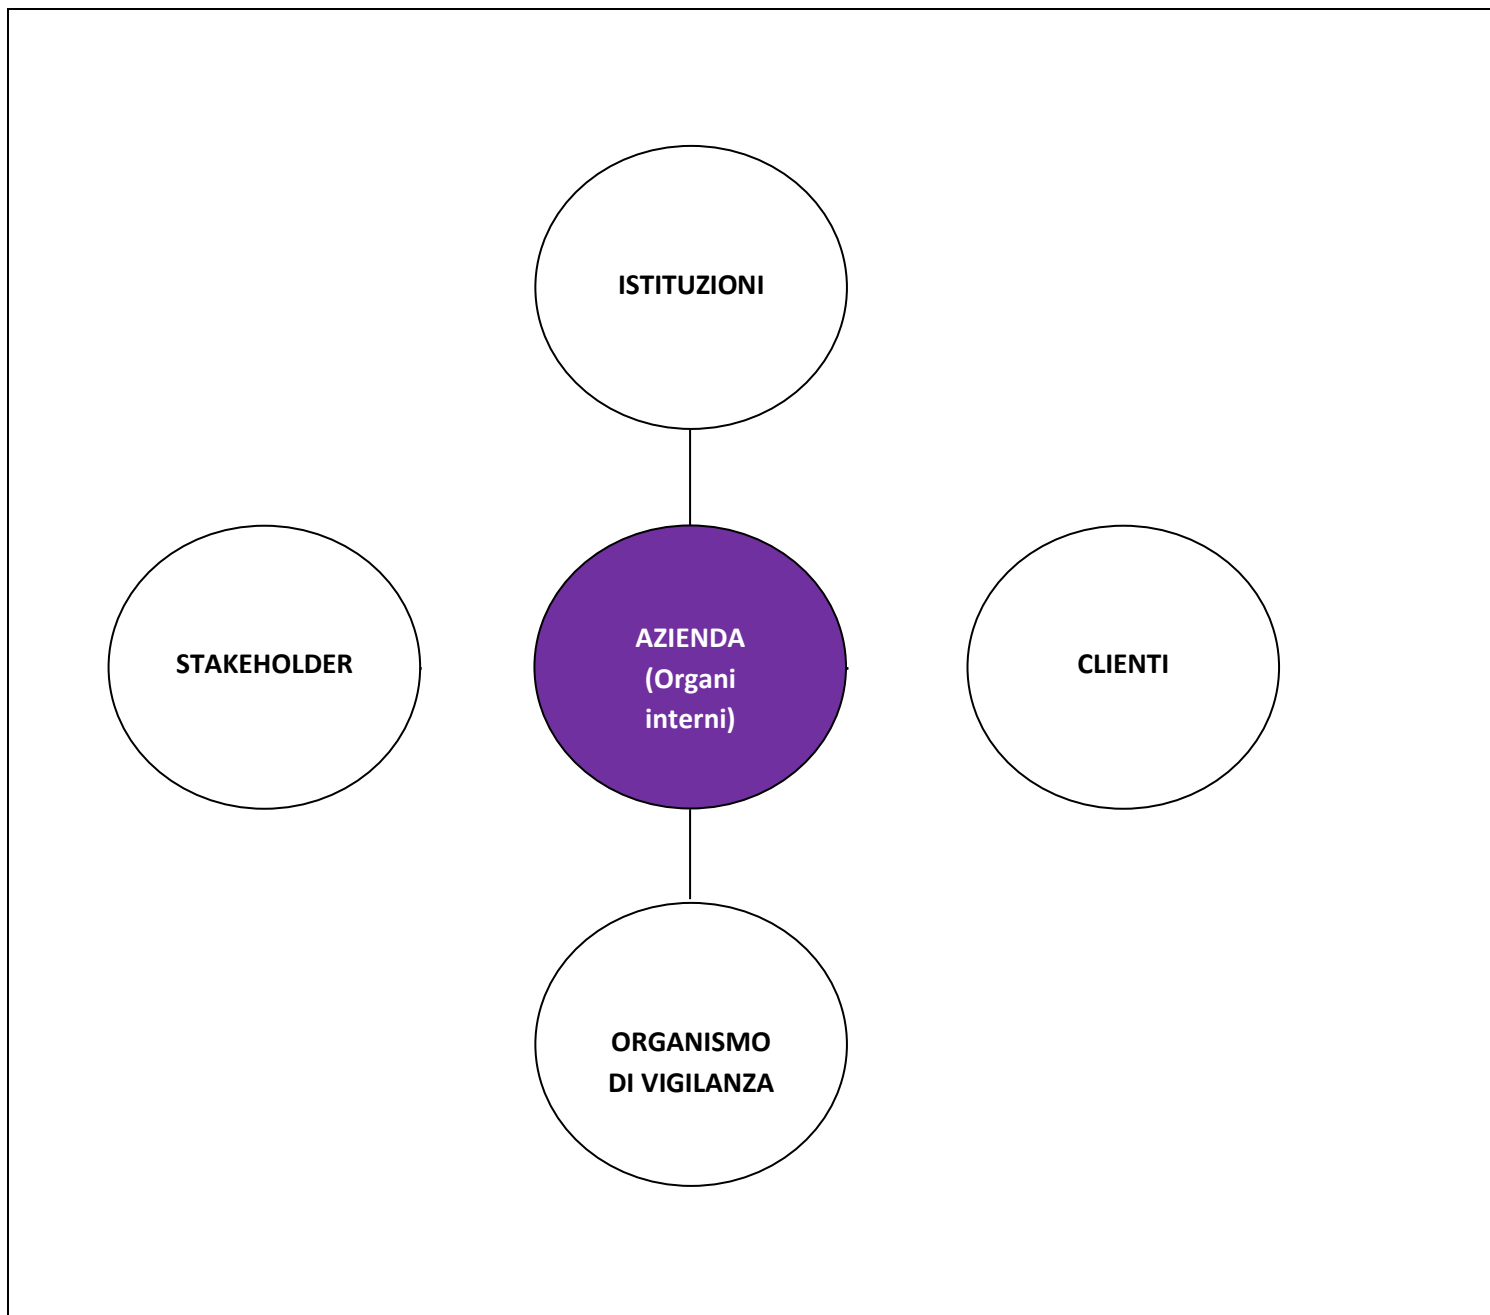 ISTITUZIONI
STAKEHOLDER
AZIENDA
(Organi
interni)
CLIENTI
ORGANISMO
DI VIGILANZA